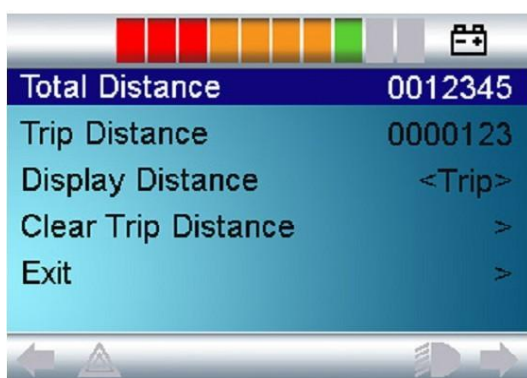 Total Distance 0012345
Trip Distance 0000123
Display Distance <Trip>
Clear Trip Distance >
Exit >